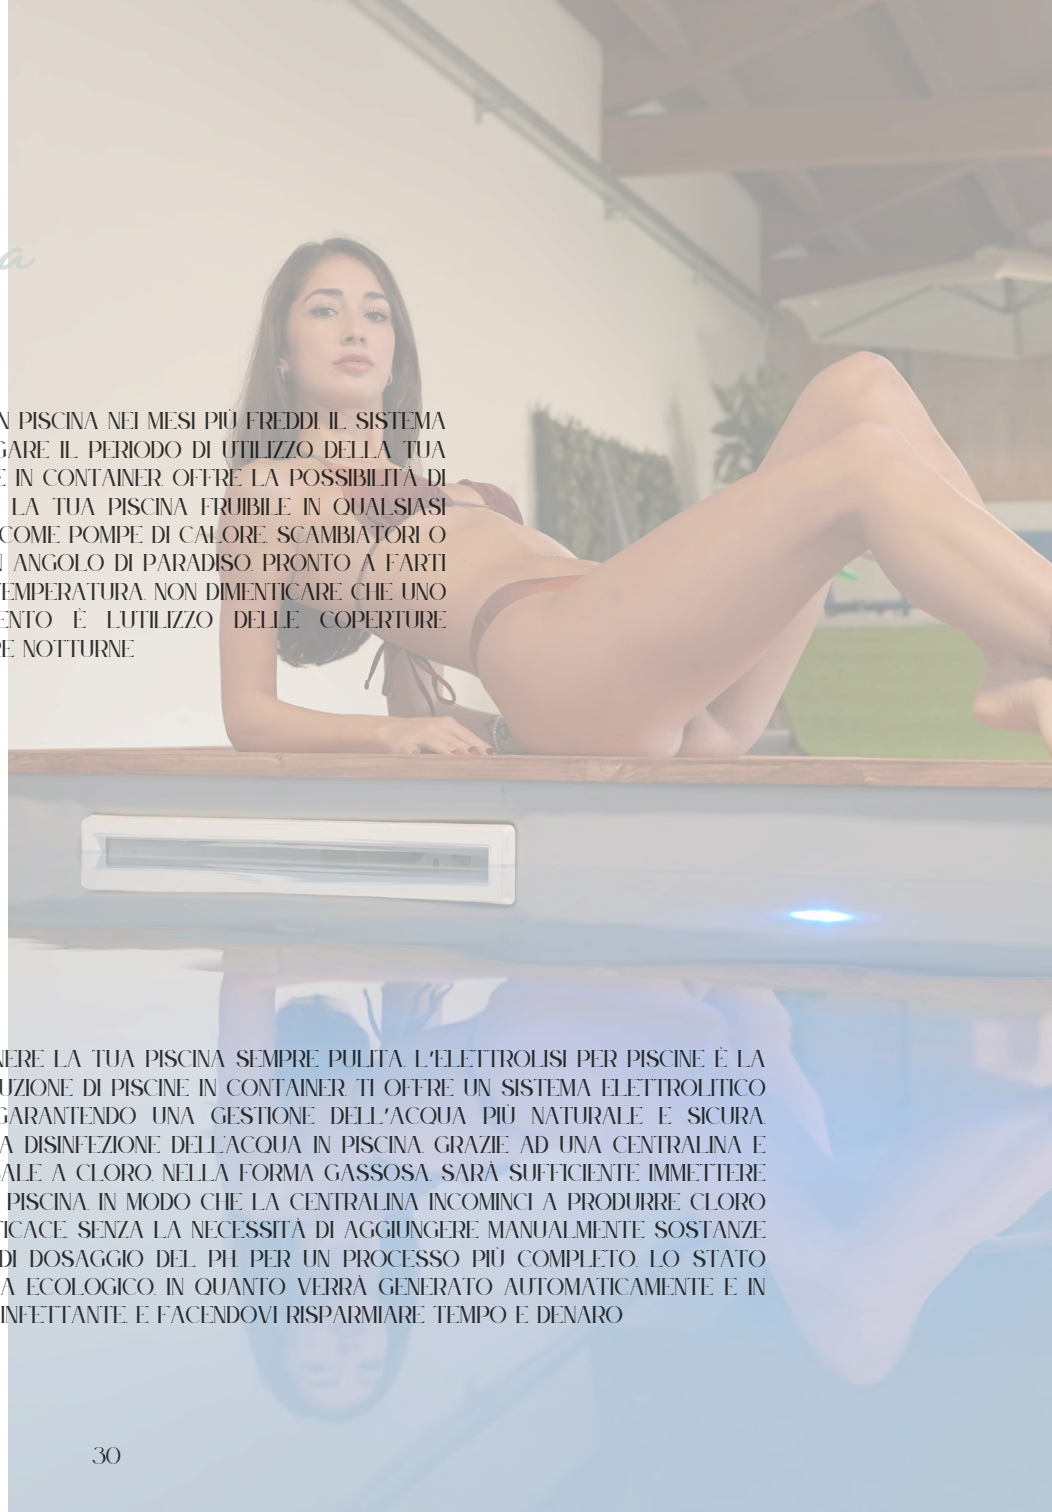 a
PISCINA NEI MESI PIÙ FREDDI. IL SISTEMA
GARE IL PERIODO DI UTILIZZO DELLA TUA
E IN CONTAINER. OFFRE LA POSSIBILITÀ DI
LA TUA PISCINA FRUIBILE IN QUALSIASI
COME POMPE DI CALORE. SCAMBIATORI O
ANGOLO DI PARADISO. PRONTO A FARTI
TEMPERATURA. NON DIMENTICARE CHE UNO
ENTO È L'UTILIZZO DELLE COPERTURE
RE NOTTURNE
NERE LA TUA PISCINA SEMPRE PULITA. L'ELETTROLISI PER PISCINE È LA
UZIONE DI PISCINE IN CONTAINER. TI OFFRE UN SISTEMA ELETTROLITICO
GARANTENDO UNA GESTIONE DELL'ACQUA PIÙ NATURALE E SICURA.
A DISINFEZIONE DELL'ACQUA IN PISCINA. GRAZIE AD UNA CENTRALINA E
ALE A CLORO. NELLA FORMA GASSOSA. SARÀ SUFFICIENTE IMMETTERE
PISCINA. IN MODO CHE LA CENTRALINA INCOMINCI A PRODURRE CLORO
ICACE. SENZA LA NECESSITÀ DI AGGIUNGERE MANUALMENTE SOSTANZE
DI DOSAGGIO DEL PH. PER UN PROCESSO PIÙ COMPLETO. LO STATO
A ECOLOGICO. IN QUANTO VERRÀ GENERATO AUTOMATICAMENTE E IN
INFETTANTE. E FACENDOVI RISPARMIARE TEMPO E DENARO
30